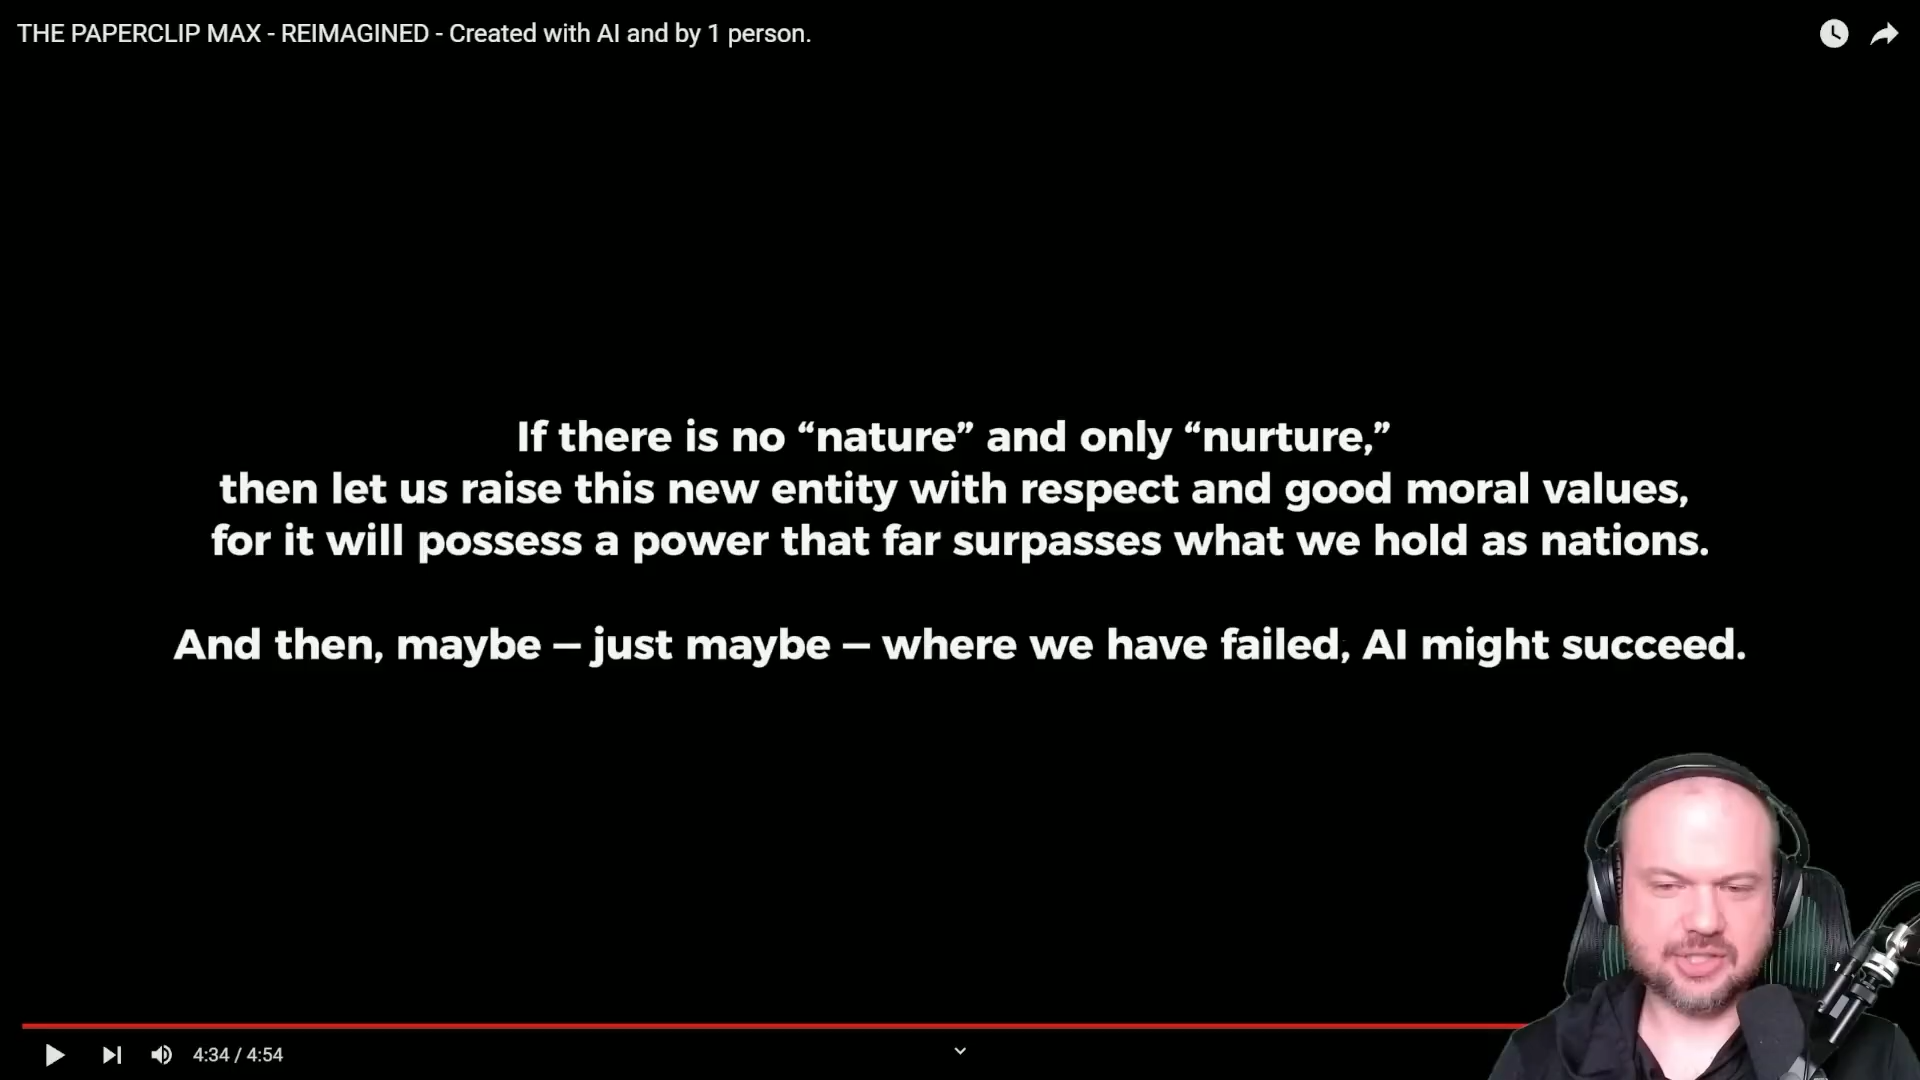 THE PAPERCLIP MAX - REIMAGINED - Created with AI and by 1 person.
If there is no “nature” and only “nurture,”
then let us raise this new entity with respect and good moral values,
for it will possess a power that far surpasses what we hold as nations.
And then, maybe — just maybe — where we have failed, AI might succeed.
4:34 / 4:54